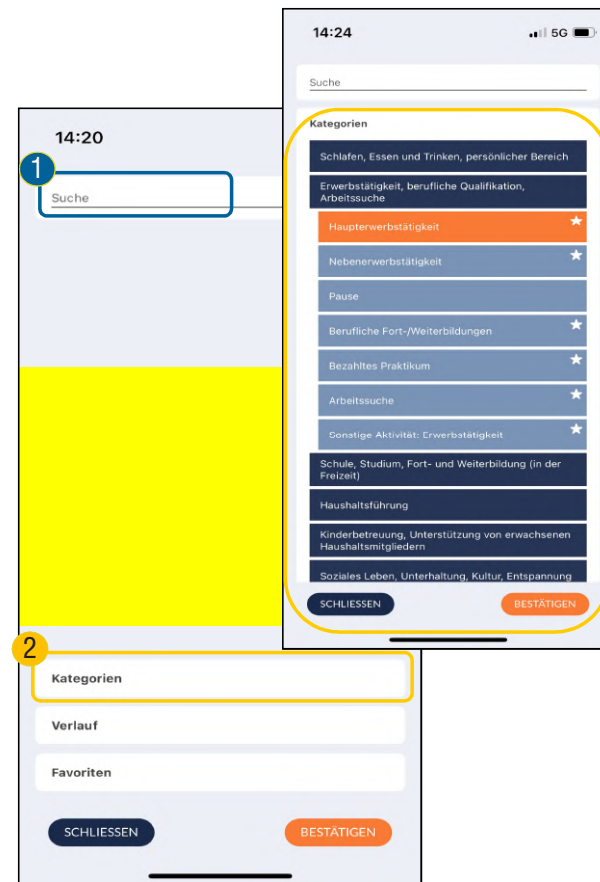 14:20
1
Suche
2
Kategorien
Verlauf
Favoriten
SCHLIESSEN
BESTÄTIGEN
14:24
5G
Suche
Kategorien
Schlafen, Essen und Trinken, persönlicher Bereich
Erwerbstätigkeit, berufliche Qualifikation,
Arbeitssuche
Haupterwerbstätigkeit
Nebenerwerbstätigkeit
Pause
Berufliche Fort-/Weiterbildungen
Bezahltes Praktikum
Arbeitssuche
Sonstige Aktivität: Erwerbstätigkeit
Schule, Studium, Fort- und Weiterbildung (in der
Freizeit)
Haushaltsführung
Kinderbetreuung, Unterstützung von erwachsenen
Haushaltsmitgliedern
Soziales Leben, Unterhaltung, Kultur, Entspannung
SCHLIESSEN
BESTÄTIGEN